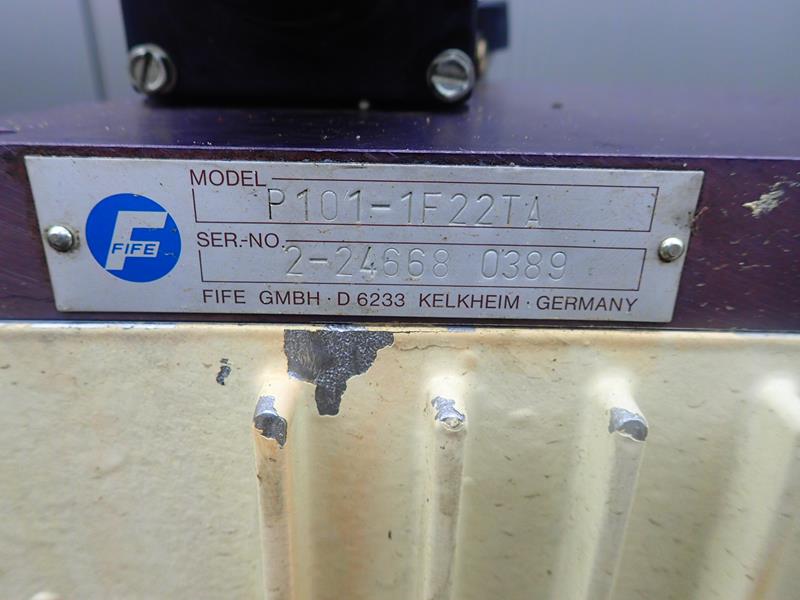 F
FIFE
MODEL
P101-1F22TA
SER.-NO.
2-24668 0389
FIFE GMBH · D 6233 KELKHEIM · GERMANY